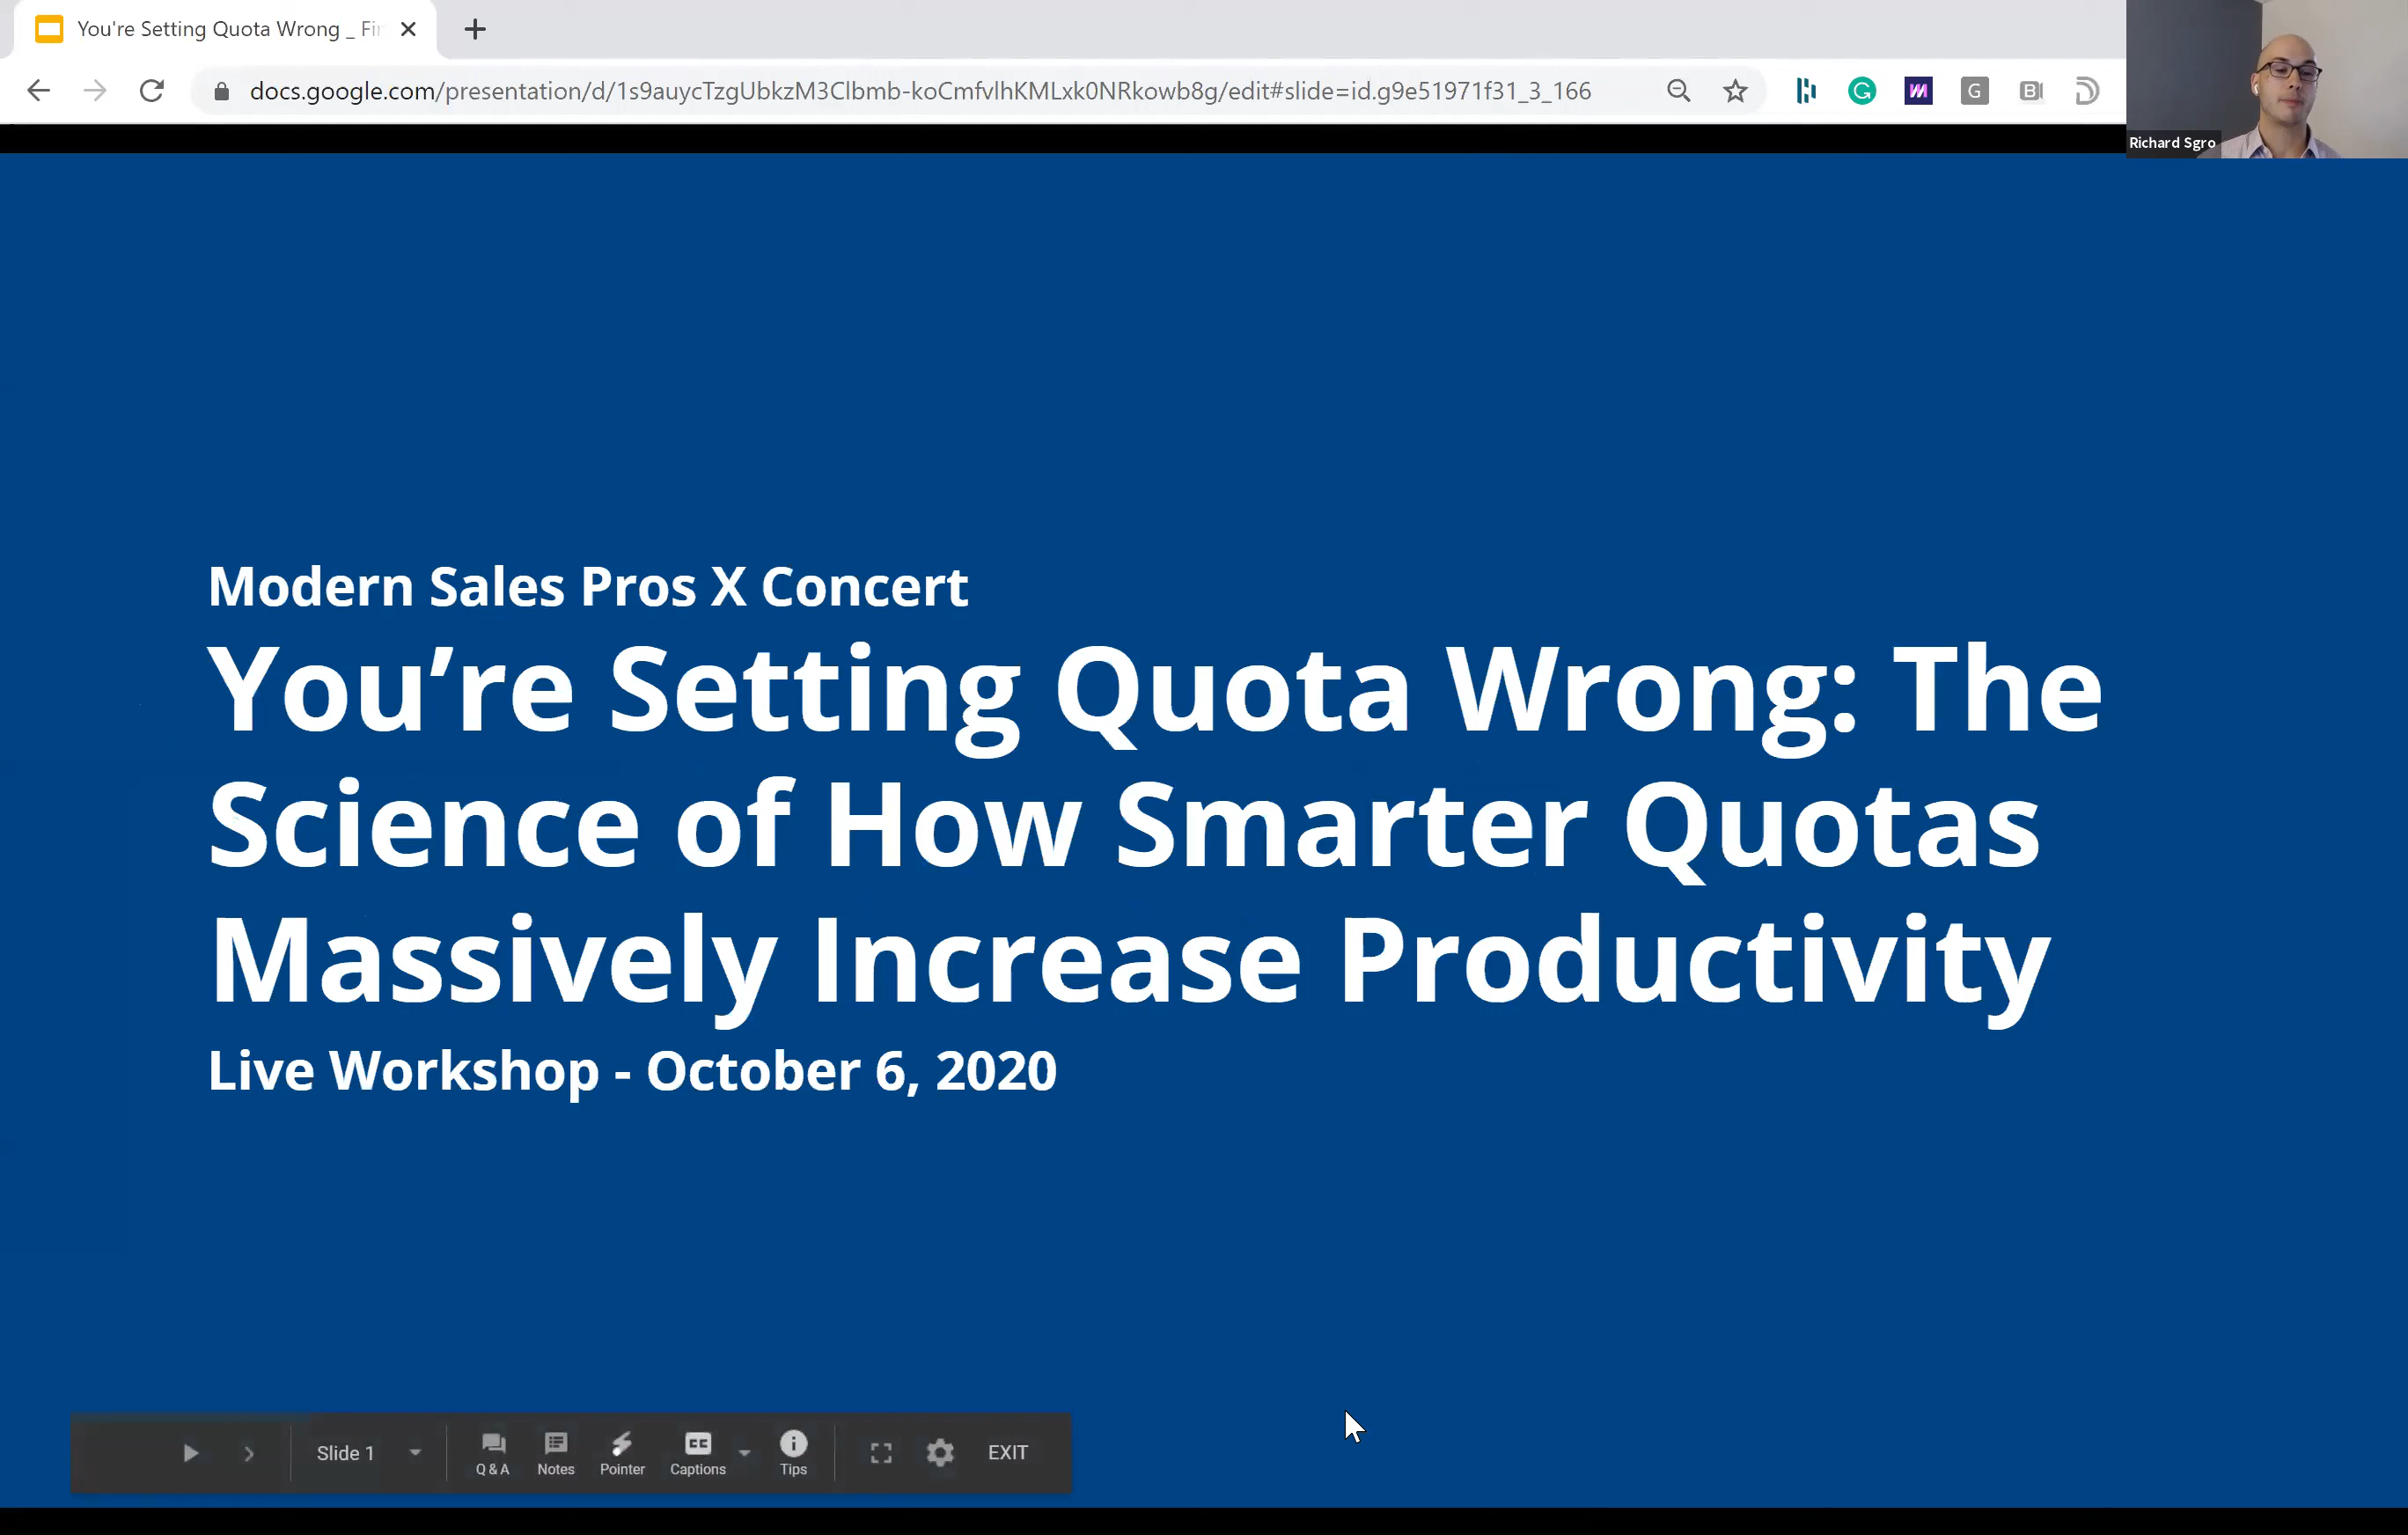 You're Setting Quota Wrong _ Fi
docs.google.com/presentation/d/1s9auycTzgUbkzM3Clbmb-koCmfvlhKMLxk0NRkowb8g/edit#slide=id.g9e51971f31_3_166
G
G
Richard Sgro
Modern Sales Pros X Concert
You’re Setting Quota Wrong: The
Science of How Smarter Quotas
Massively Increase Productivity
Live Workshop - October 6, 2020
Slide 1
Q & A
Notes
Pointer
CC
Captions
Tips
EXIT